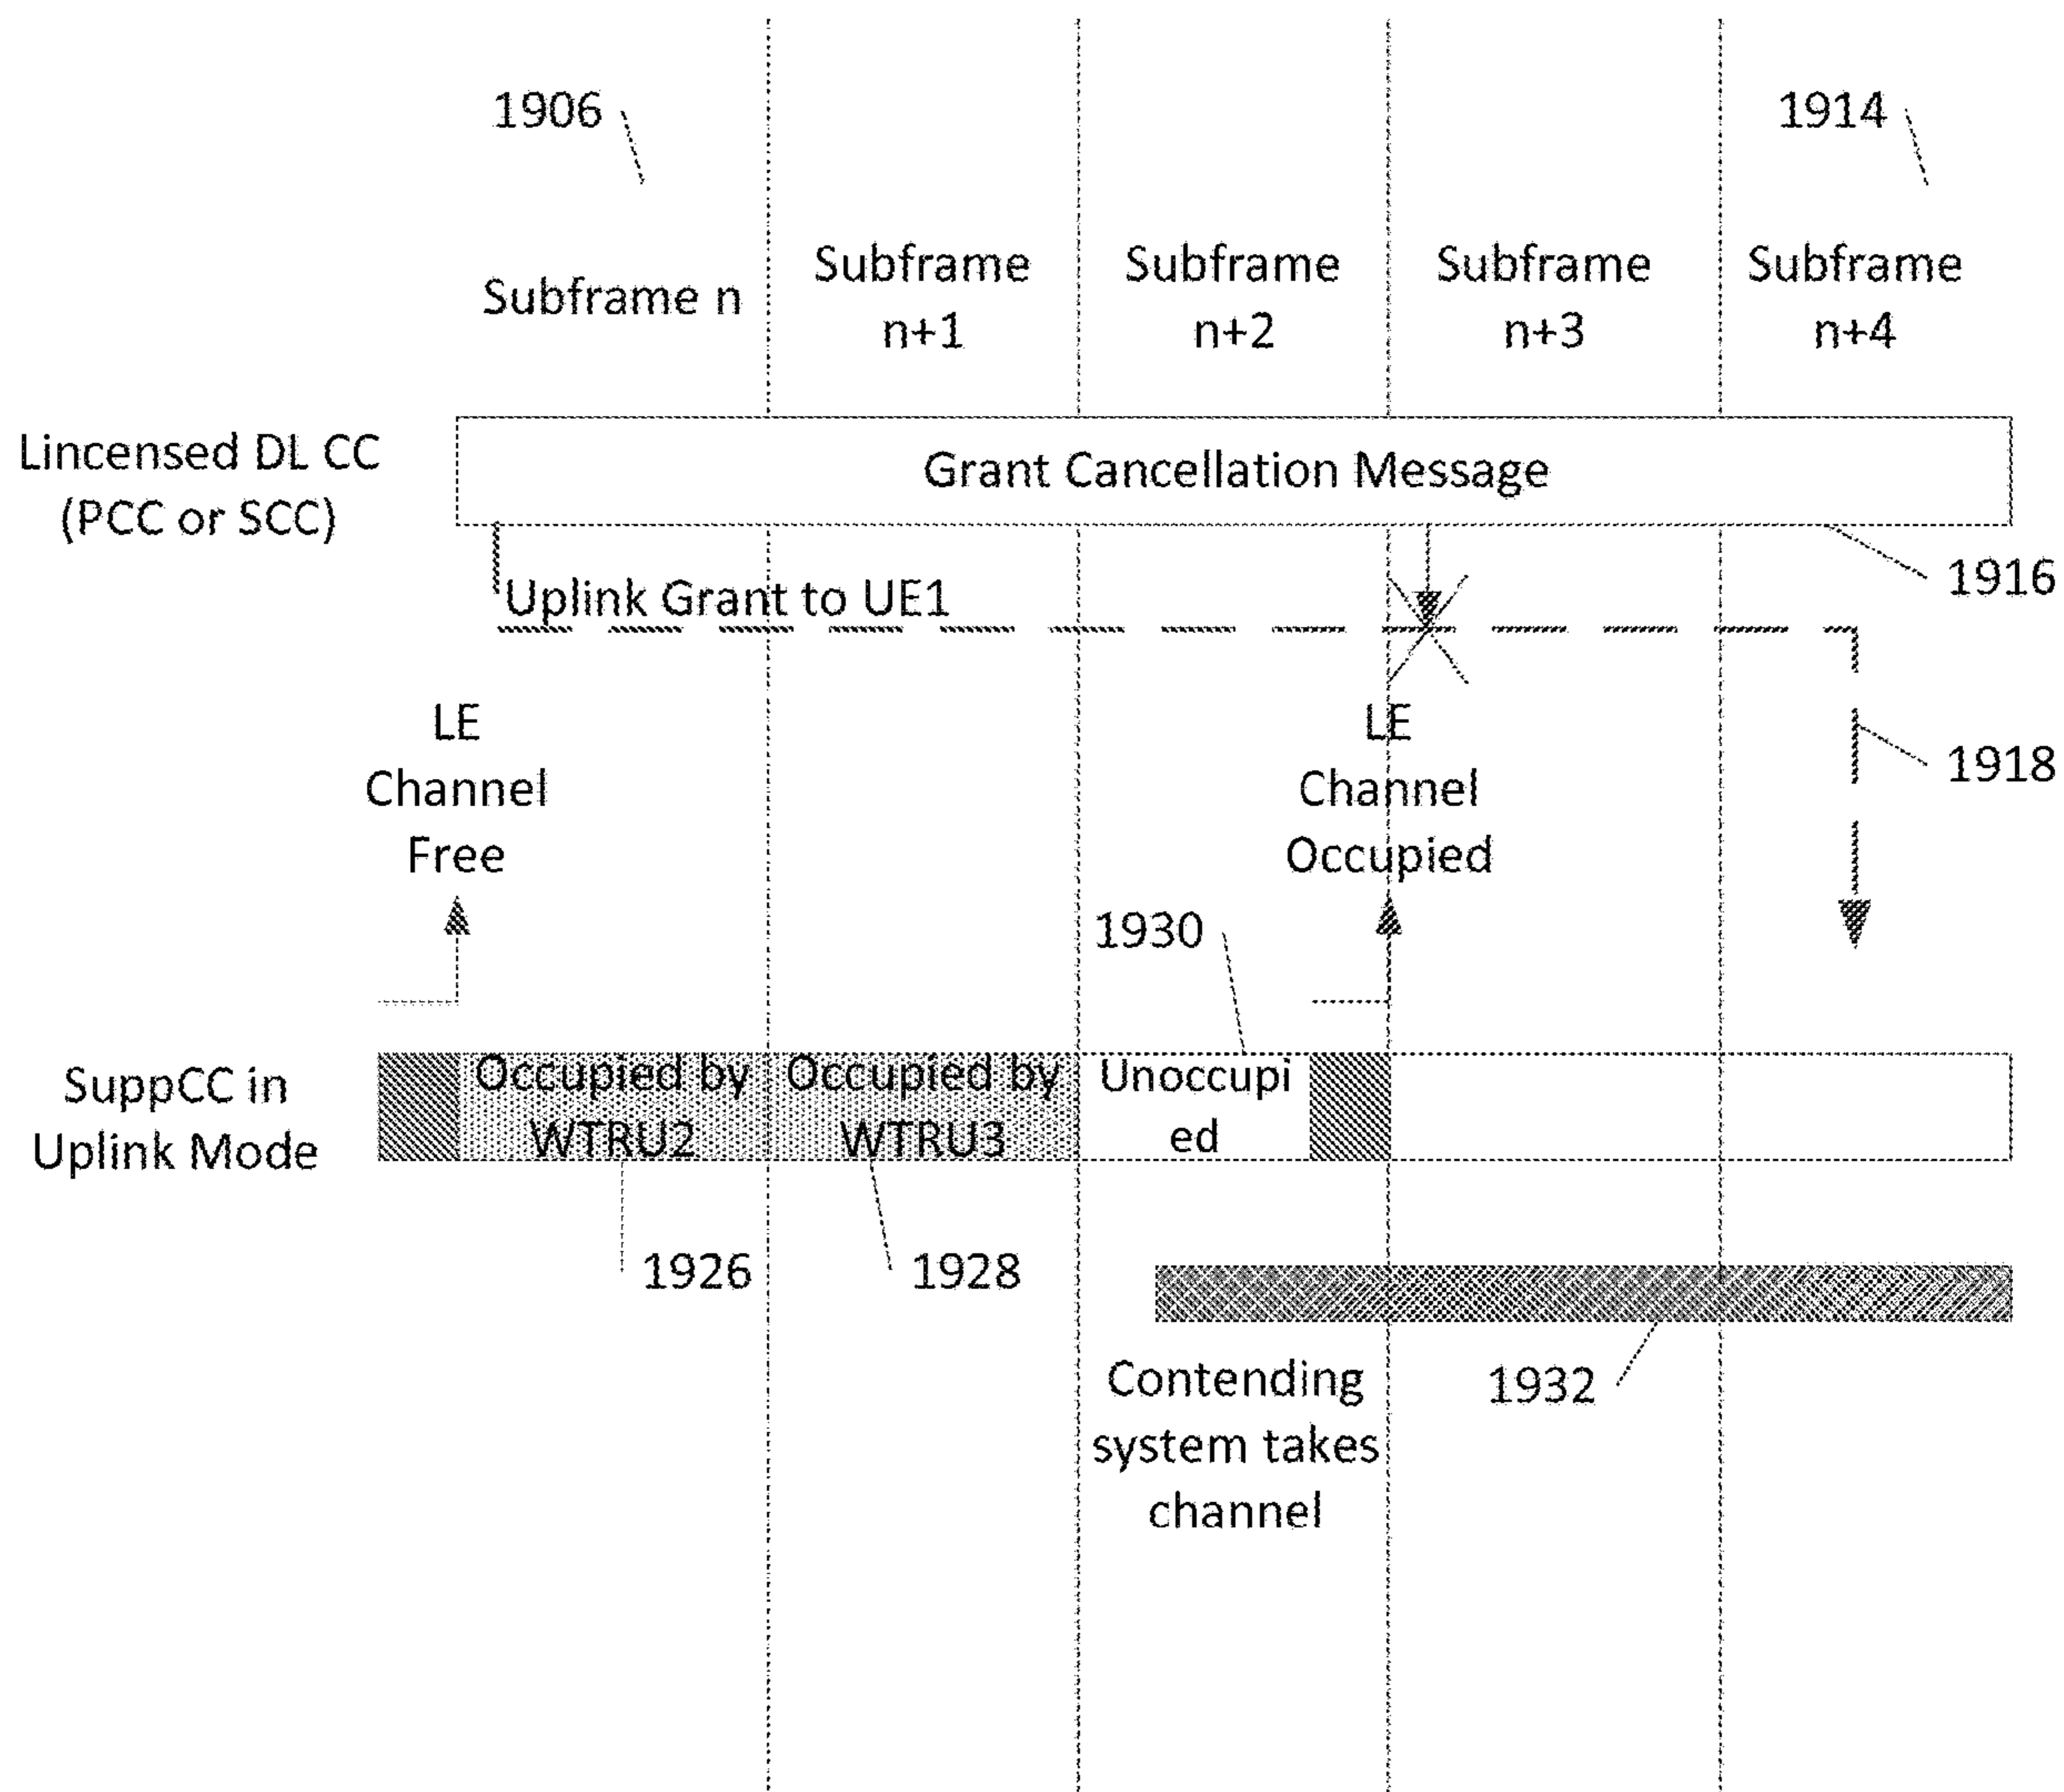 1906
1914
Subframe n
Subframe
n+1
Subframe
n+2
Subframe
n+3
Subframe
n+4
Lincensed DL CC
(PCC or SCC)
Grant Cancellation Message
1916
Uplink Grant to UE1
LE
Channel
Free
LE
Channel
Occupied
1918
1930
SuppCC in
Uplink Mode
Occupied by
WTRU2
Occupied by
WTRU3
Unoccupi
ed
1926
1928
Contending
system takes
channel
1932